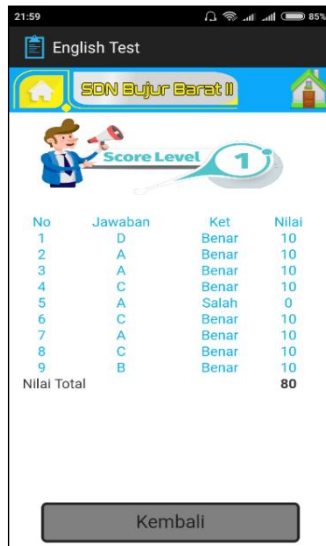 21:59 85%
English Test
SDN Bujur Barat II
Score Level 1
No Jawaban Ket Nilai
1 D Benar 10
2 A Benar 10
3 A Benar 10
4 C Benar 10
5 A Salah 0
6 C Benar 10
7 A Benar 10
8 C Benar 10
9 B Benar 10
Nilai Total 80
Kembali